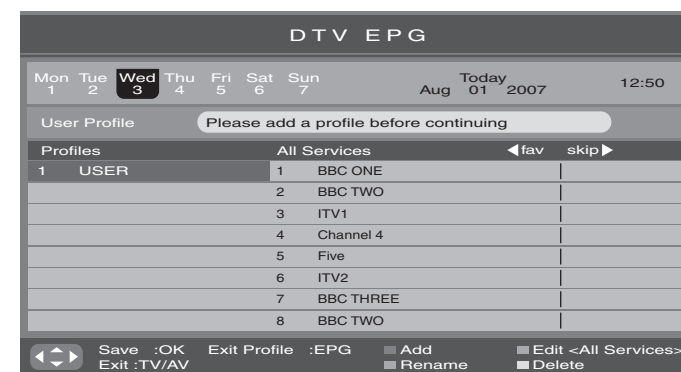 DTV EPG
Mon Tue Wed Thu Fri Sat Sun
1 2 3 4 5 6 7
Today
Aug 01 2007
12:50
User Profile Please add a profile before continuing
Profiles All Services fav skip
1 USER 1 BBC ONE
2 BBC TWO
3 ITV1
4 Channel 4
5 Five
6 ITV2
7 BBC THREE
8 BBC TWO
Save :OK Exit Profile :EPG Add Edit <All Services>
Exit :TV/AV Rename Delete